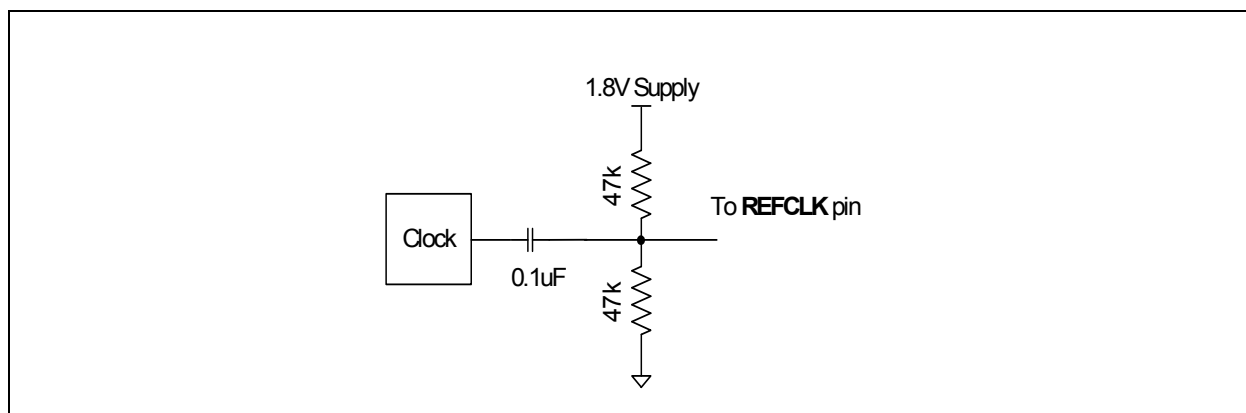 1.8V Supply
47k
To REFCLK pin
Clock
0.1uF
47k